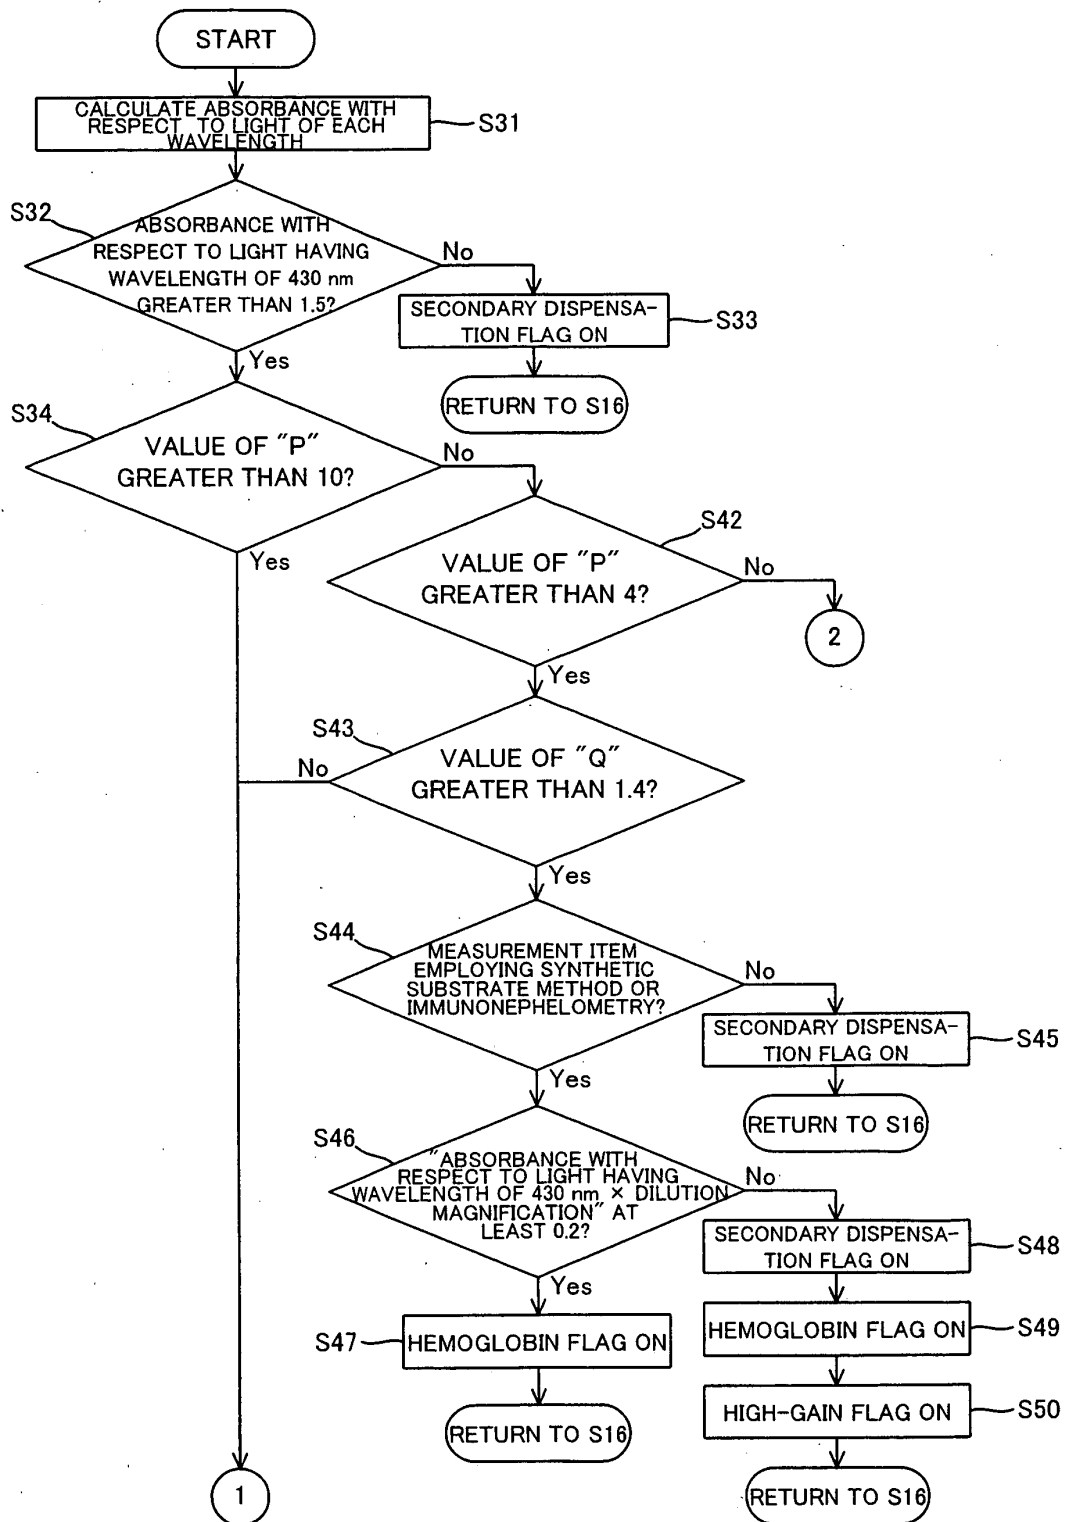 START
CALCULATE ABSORBANCE WITH
RESPECT TO LIGHT OF EACH
WAVELENGTH
S31
S32
ABSORBANCE WITH
RESPECT TO LIGHT HAVING
WAVELENGTH OF 430 nm
GREATER THAN 1.5?
No
Yes
SECONDARY DISPENSA-
TION FLAG ON
S33
RETURN TO S16
S34
VALUE OF "P"
GREATER THAN 10?
No
Yes
S42
VALUE OF "P"
GREATER THAN 4?
No
2
Yes
S43
VALUE OF "Q"
GREATER THAN 1.4?
No
Yes
S44
MEASUREMENT ITEM
EMPLOYING SYNTHETIC
SUBSTRATE METHOD OR
IMMUNONEPHELOMETRY?
No
SECONDARY DISPENSA-
TION FLAG ON
S45
RETURN TO S16
Yes
S46
"ABSORBANCE WITH
RESPECT TO LIGHT HAVING
WAVELENGTH OF 430 nm × DILUTION
MAGNIFICATION" AT
LEAST 0.2?
No
Yes
SECONDARY DISPENSA-
TION FLAG ON
S48
S47
HEMOGLOBIN FLAG ON
HEMOGLOBIN FLAG ON
S49
RETURN TO S16
HIGH-GAIN FLAG ON
S50
RETURN TO S16
1